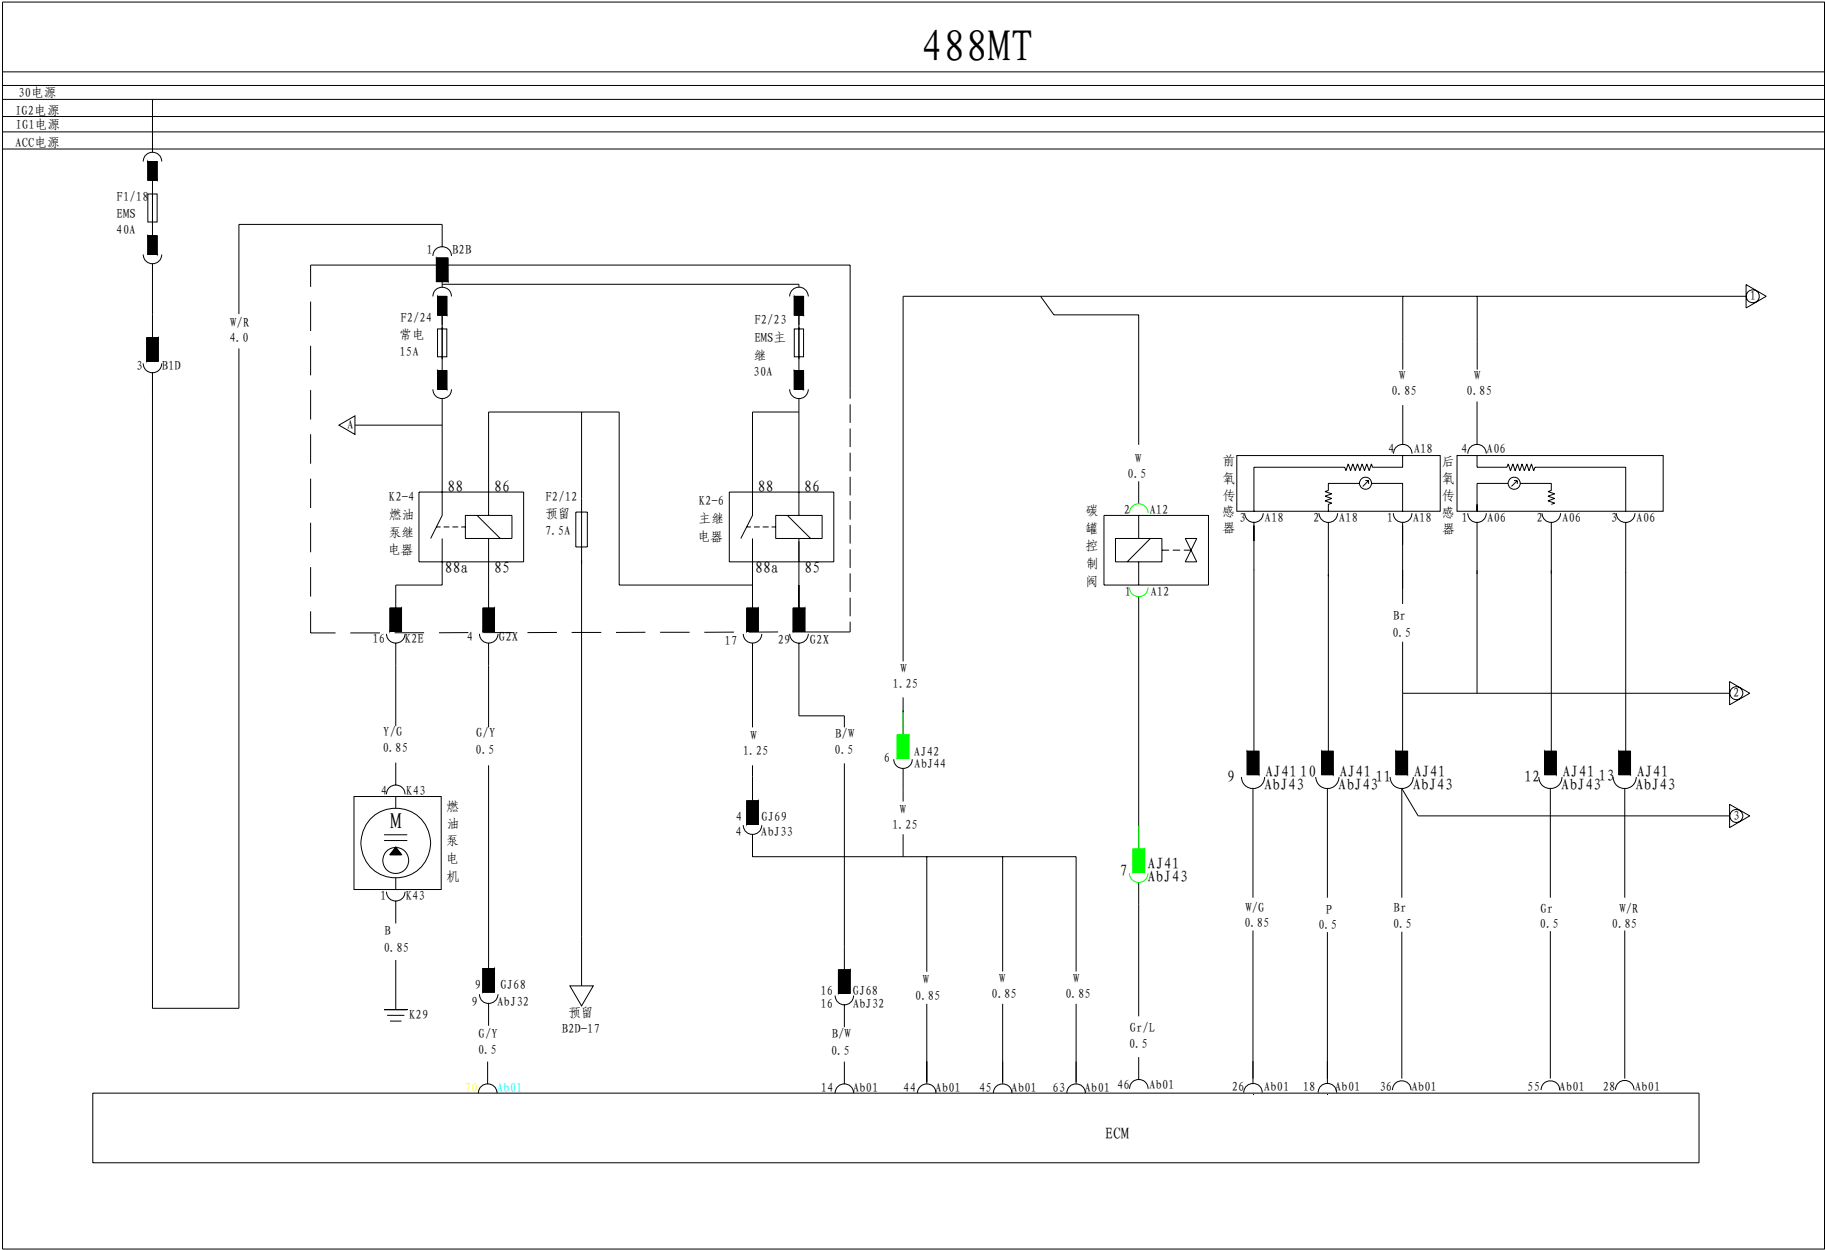 488MT
30电源
IG2电源
IG1电源
ACC电源
F1/18
EMS
40A
3
B1D
W/R
4.0
1
B2B
F2/24
常电
15A
F2/23
EMS主
继
30A
A
88
86
K2-4
燃油
泵继
电器
88a
85
F2/12
预留
7.5A
88
86
K2-6
主继
电器
88a
85
16
K2E
4
G2X
17
29
G2X
Y/G
0.85
G/Y
0.5
W
1.25
B/W
0.5
4
K43
M
燃
油
泵
电
机
1
K43
B
0.85
K29
9
GJ68
9
AbJ32
G/Y
0.5
预留
B2D-17
4
GJ69
4
AbJ33
16
GJ68
16
AbJ32
B/W
0.5
W
1.25
6
AJ42
AbJ44
W
1.25
W
0.85
W
0.85
W
0.85
W
0.5
2
A12
碳
罐
控
制
阀
1
A12
7
AJ41
AbJ43
Gr/L
0.5
1
W
0.85
W
0.85
4
A18
4
A06
前
氧
传
感
器
后
氧
传
感
器
3
A18
2
A18
1
A18
1
A06
2
A06
3
A06
Br
0.5
2
9
AJ41
AbJ43
10
AJ41
AbJ43
11
AJ41
AbJ43
12
AJ41
AbJ43
13
AJ41
AbJ43
3
W/G
0.85
P
0.5
Br
0.5
Gr
0.5
W/R
0.85
Ab01
14
Ab01
44
Ab01
45
Ab01
63
Ab01
46
Ab01
26
Ab01
18
Ab01
36
Ab01
55
Ab01
28
Ab01
ECM